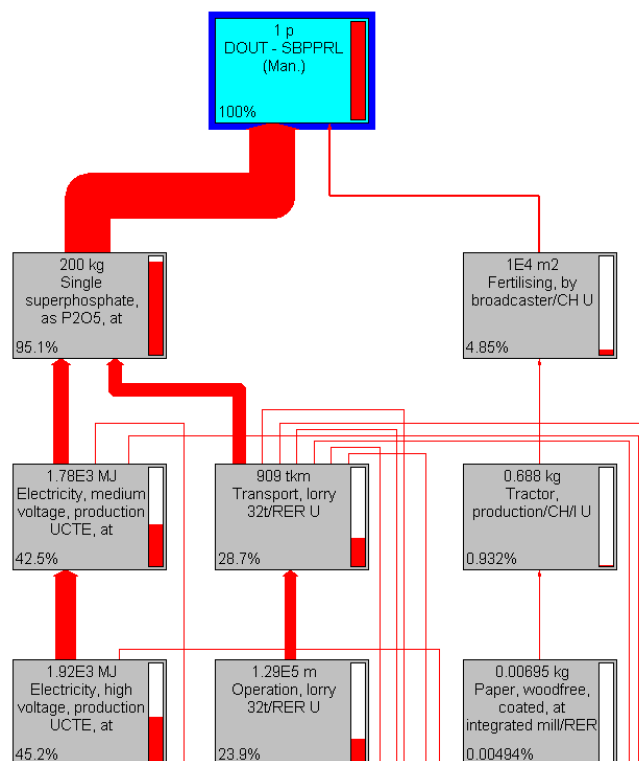 1 p
DOUT - SBPPRL
(Man.)
100%
200 kg
Single
superphosphate,
as P2O5, at
95.1%
1E4 m2
Fertilising, by
broadcaster/CH U
4.85%
1.78E3 MJ
Electricity, medium
voltage, production
UCTE, at
42.5%
909 tkm
Transport, lorry
32t/RER U
28.7%
0.688 kg
Tractor,
production/CH/I U
0.932%
1.92E3 MJ
Electricity, high
voltage, production
UCTE, at
45.2%
1.29E5 m
Operation, lorry
32t/RER U
23.9%
0.00695 kg
Paper, woodfree,
coated, at
integrated mill/RER
0.00494%